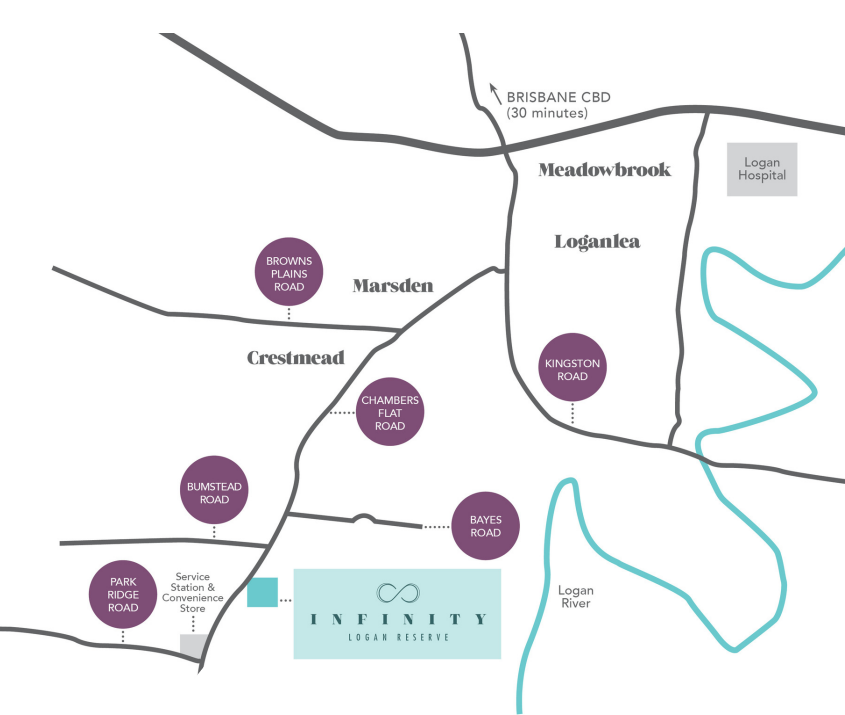 BRISBANE CBD
(30 minutes)
Meadowbrook
Logan
Hospital
Loganlea
BROWNS
PLAINS
ROAD
Marsden
Crestmead
KINGSTON
ROAD
CHAMBERS
FLAT
ROAD
BUMSTEAD
ROAD
BAYES
ROAD
PARK
RIDGE
ROAD
Service
Station &
Convenience
Store
INFINITY
LOGAN RESERVE
Logan
River